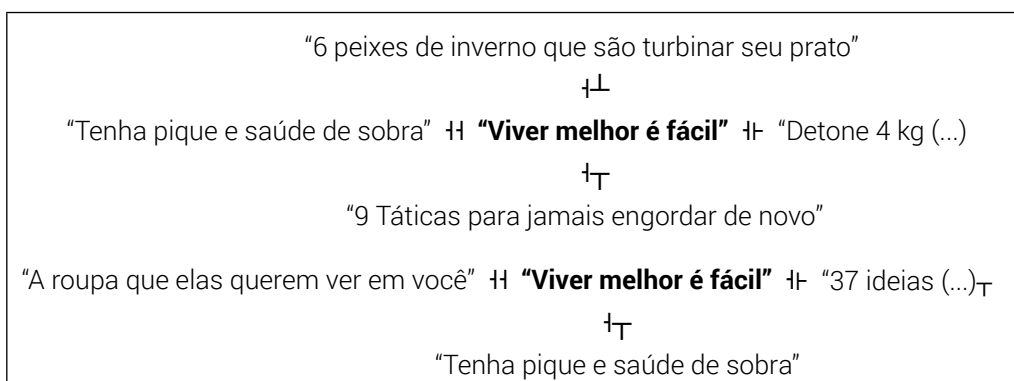 “6 peixes de inverno que são turbinar seu prato”
“Tenha pique e saúde de sobra” “Viver melhor é fácil” “Detone 4 kg (...)
“9 Táticas para jamais engordar de novo”
“A roupa que elas querem ver em você” “Viver melhor é fácil” “37 ideias (...)
“Tenha pique e saúde de sobra”